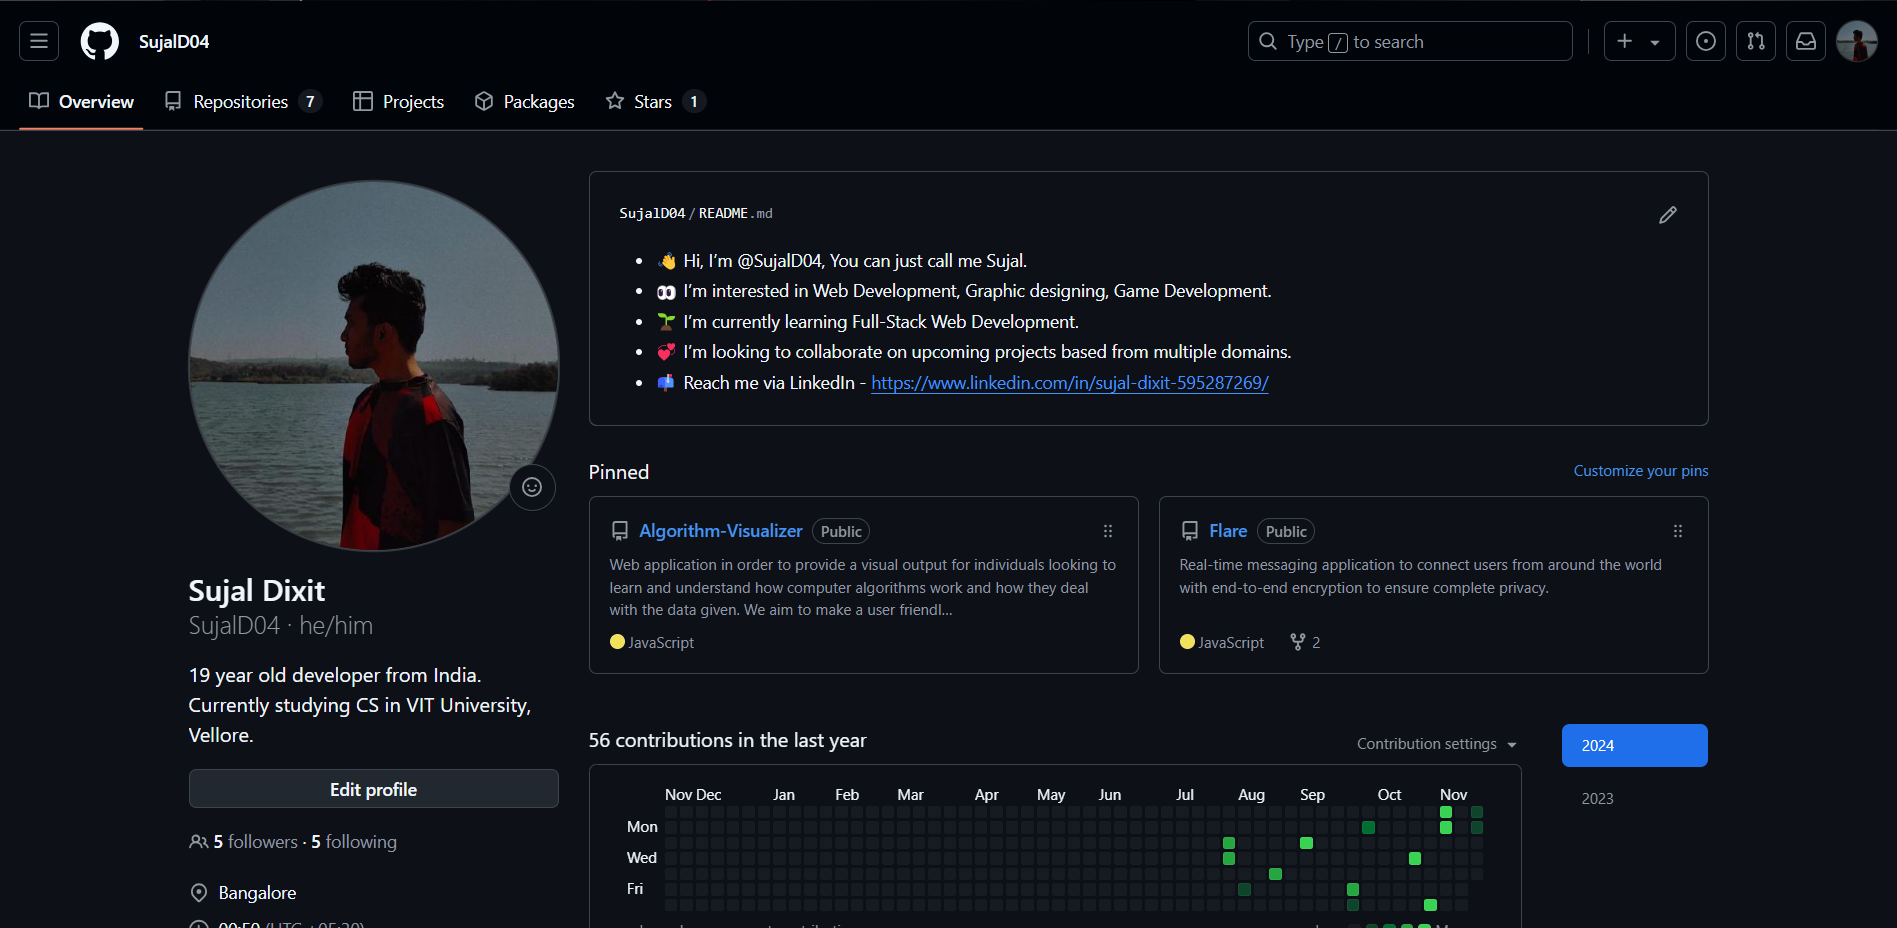 SujalD04
Type / to search
Overview
Repositories 7
Projects
Packages
Stars 1
SujalD04/README.md
👋 Hi, I’m @SujalD04, You can just call me Sujal.
👀 I’m interested in Web Development, Graphic designing, Game Development.
🌱 I’m currently learning Full-Stack Web Development.
💞️ I’m looking to collaborate on upcoming projects based from multiple domains.
📫 Reach me via LinkedIn - https://www.linkedin.com/in/sujal-dixit-595287269/
Sujal Dixit
SujalD04 · he/him
19 year old developer from India.
Currently studying CS in VIT University,
Vellore.
Edit profile
5 followers · 5 following
Bangalore
Pinned
Customize your pins
Algorithm-Visualizer Public
Web application in order to provide a visual output for individuals looking to
learn and understand how computer algorithms work and how they deal
with the data given. We aim to make a user friendl...
JavaScript
Flare Public
Real-time messaging application to connect users from around the world
with end-to-end encryption to ensure complete privacy.
JavaScript 2
56 contributions in the last year
Contribution settings
2024
2023
Nov Dec Jan Feb Mar Apr May Jun Jul Aug Sep Oct Nov
Mon
Wed
Fri